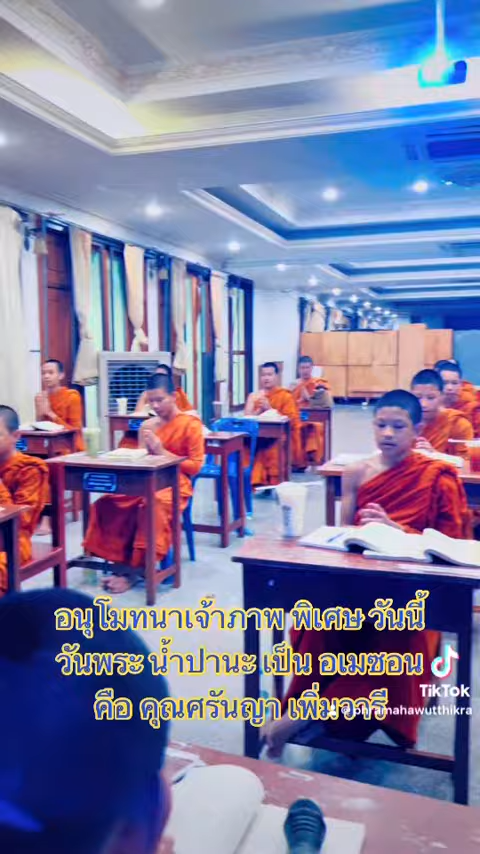 อนุโมทนาเจ้าภาพ พิเศษ วันนี้
วันพระ น้ำปานะ เป็น อเมซอน
คือ คุณศรันญา เพิ่มวารี
TikTok
@phramahawutthikra